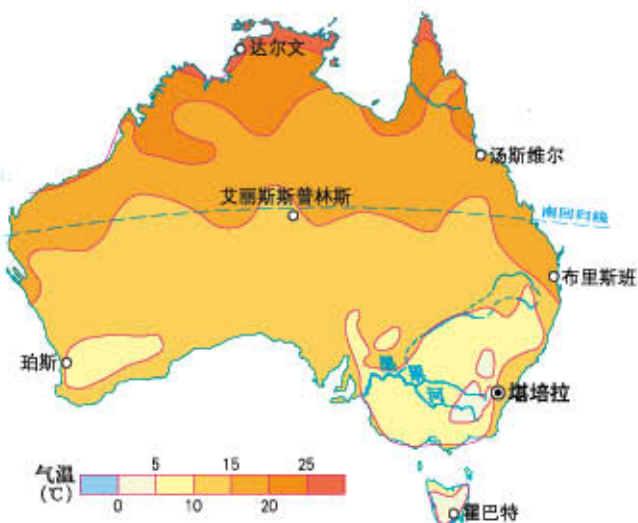 达尔文
汤斯维尔
艾丽斯斯普林斯
南回归线
布里斯班
珀斯
墨
累
河
堪培拉
气温
(℃)
5 15 25
0 10 20
霍巴特